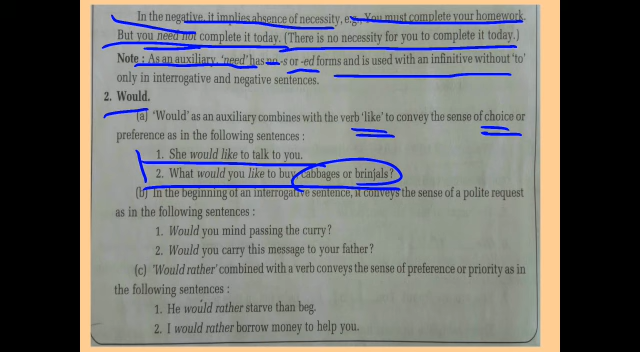 In the negative, it implies absence of necessity, e.g., You must complete your homework.
But you need not complete it today. (There is no necessity for you to complete it today.)
Note : As an auxiliary, 'need' has no -s or -ed forms and is used with an infinitive without 'to'
only in interrogative and negative sentences.
2. Would.
(a) 'Would' as an auxiliary combines with the verb 'like' to convey the sense of choice or
preference as in the following sentences :
1. She would like to talk to you.
2. What would you like to buy cabbages or brinjals?
(b) In the beginning of an interrogative sentence, it conveys the sense of a polite request
as in the following sentences :
1. Would you mind passing the curry?
2. Would you carry this message to your father?
(c) 'Would rather' combined with a verb conveys the sense of preference or priority as in
the following sentences :
1. He would rather starve than beg.
2. I would rather borrow money to help you.